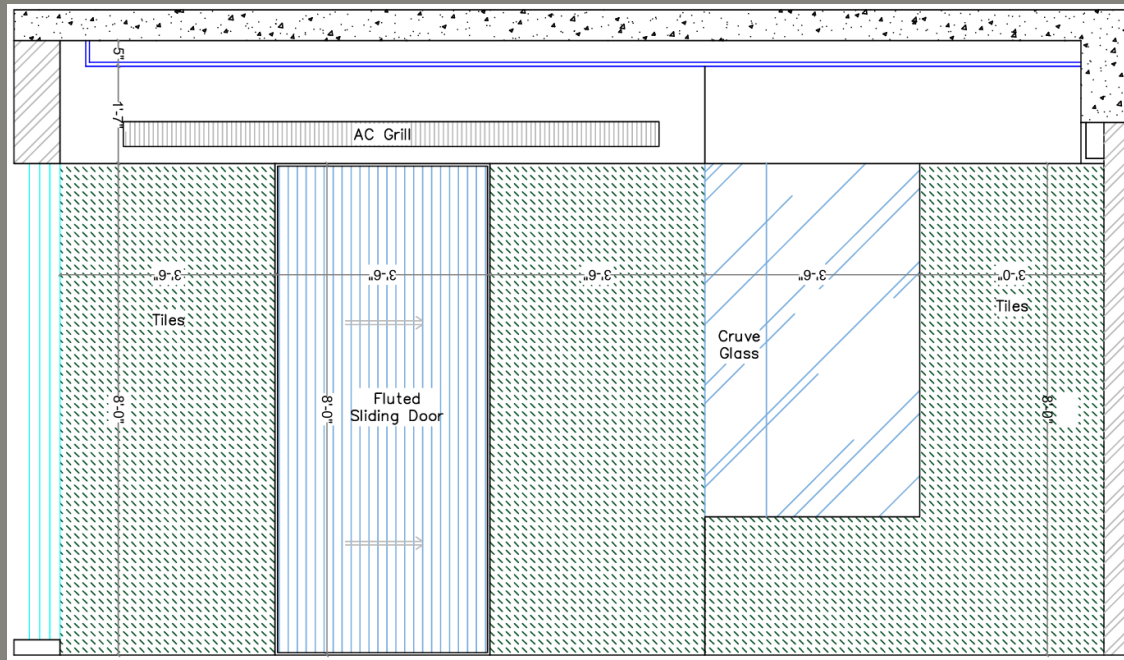 5"
1'-7"
AC Grill
3'-6"
3'-6"
3'-6"
3'-6"
3'-0"
Tiles
Tiles
Cruve
Glass
8'-0"
8'-0"
Fluted
Sliding Door
8'-0"